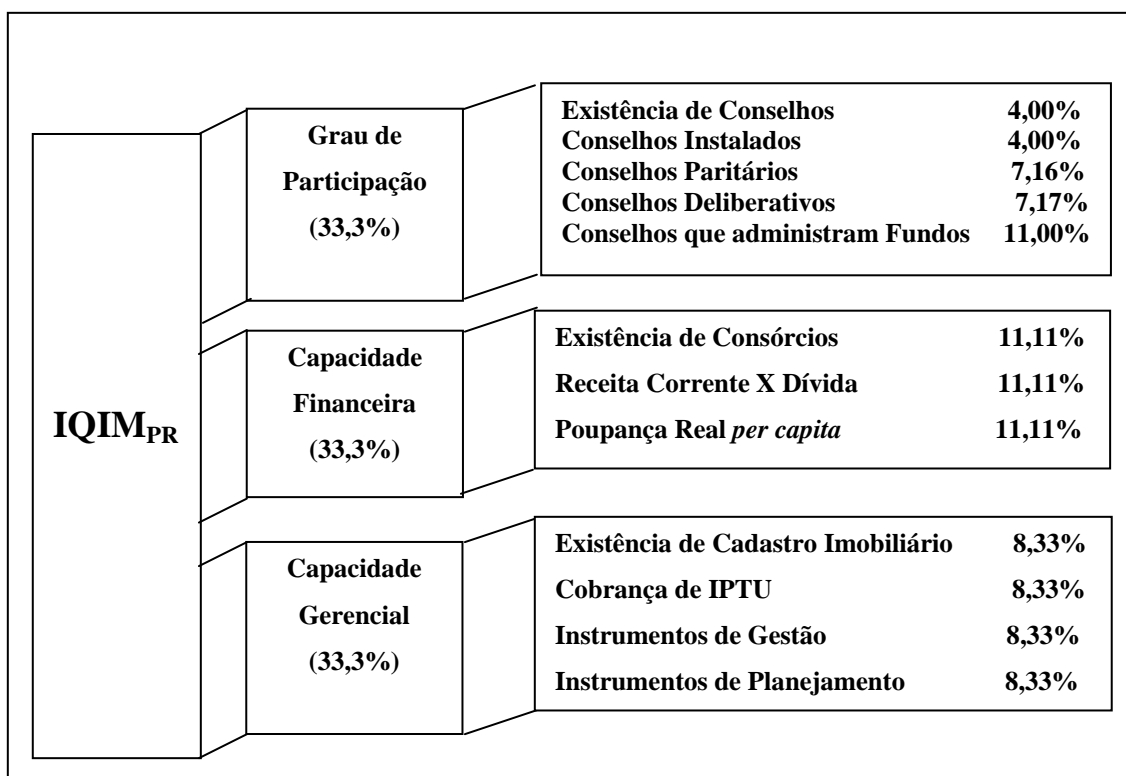 IQIMPR
Grau de
Participação
(33,3%)
Existência de Conselhos 4,00%
Conselhos Instalados 4,00%
Conselhos Paritários 7,16%
Conselhos Deliberativos 7,17%
Conselhos que administram Fundos 11,00%
Capacidade
Financeira
(33,3%)
Existência de Consórcios 11,11%
Receita Corrente X Dívida 11,11%
Poupança Real per capita 11,11%
Capacidade
Gerencial
(33,3%)
Existência de Cadastro Imobiliário 8,33%
Cobrança de IPTU 8,33%
Instrumentos de Gestão 8,33%
Instrumentos de Planejamento 8,33%